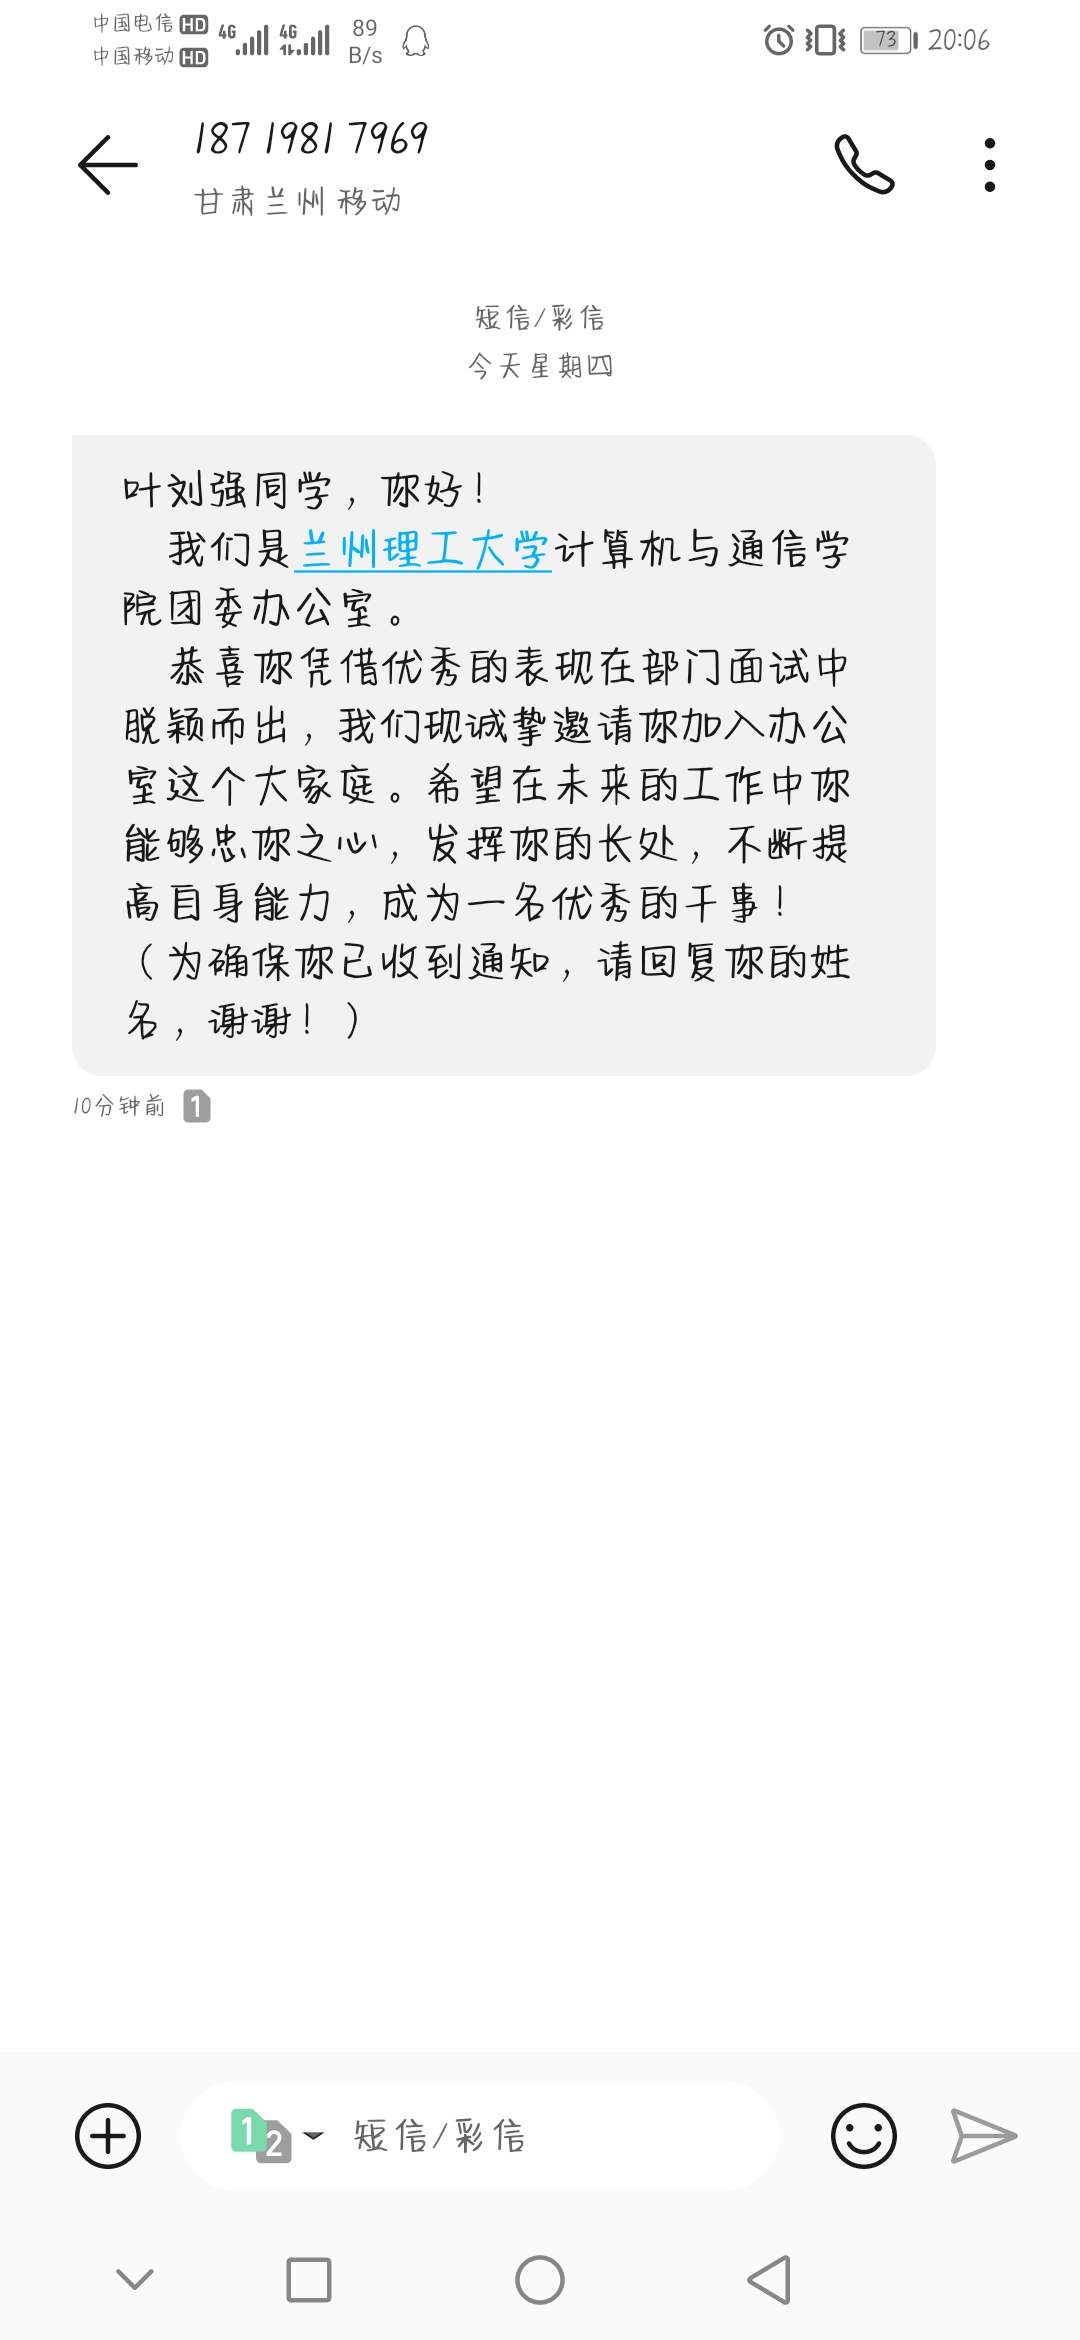 中国电信 HD 4G 4G 89 B/s 73 20:06
中国移动 HD
187 1981 7969
甘肃兰州 移动
短信/彩信
今天星期四
叶刘强同学，你好！
我们是兰州理工大学计算机与通信学
院团委办公室。
恭喜你凭借优秀的表现在部门面试中
脱颖而出，我们现诚挚邀请你加入办公
室这个大家庭。希望在未来的工作中你
能够忠你之心，发挥你的长处，不断提
高自身能力，成为一名优秀的干事！
（为确保你已收到通知，请回复你的姓
名，谢谢！）
10分钟前 1
1 2 短信/彩信